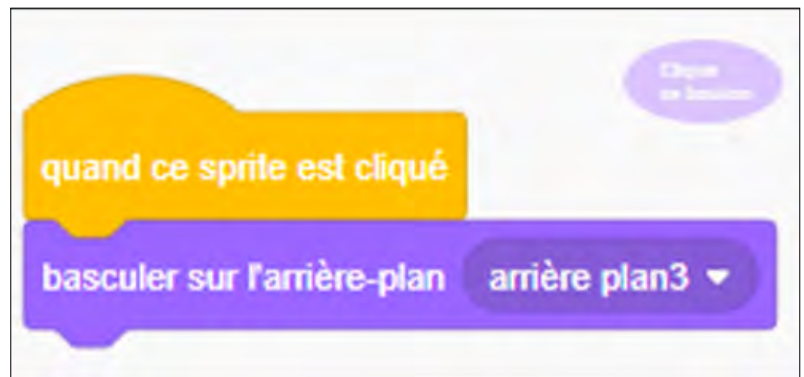 quand ce sprite est cliqué
basculer sur l'arrière-plan arrière plan3